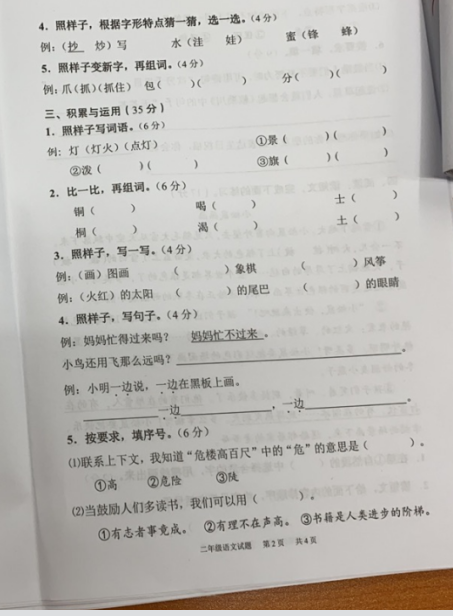 4．照样子，根据字形特点猜一猜，选一选。（4分）
例：（抄 炒）写 水（洼 娃） 蜜（锋 蜂）
5．照样子变新字，再组词。（4分）
例：爪（抓）（抓住） 包（ ）（ ） 分（ ）（ ）
三、积累与运用（35分）
1．照样子写词语。（6分）
例：灯（灯火）（点灯） ①景（ ）（ ）
②泼（ ）（ ） ③旗（ ）（ ）
2．比一比，再组词。（6分）
铜（ ） 喝（ ） 士（ ）
桐（ ） 渴（ ） 土（ ）
3．照样子，写一写。（4分）
例：（画）图画 （ ）象棋 （ ）风筝
例：（火红）的太阳 （ ）的尾巴 （ ）的眼睛
4．照样子，写句子。（4分）
例：妈妈忙得过来吗？ 妈妈忙不过来。
小鸟还用飞那么远吗？ 。
例：小明一边说，一边在黑板上画。
一边 ，一边 。
5．按要求，填序号。（6分）
⑴联系上下文，我知道“危楼高百尺”中的“危”的意思是（ ）。
①高 ②危险 ③陡
⑵当鼓励人们多读书，我们可以用（ ）。
①有志者事竟成。 ②有理不在声高。 ③书籍是人类进步的阶梯。
二年级语文试题 第2页 共4页